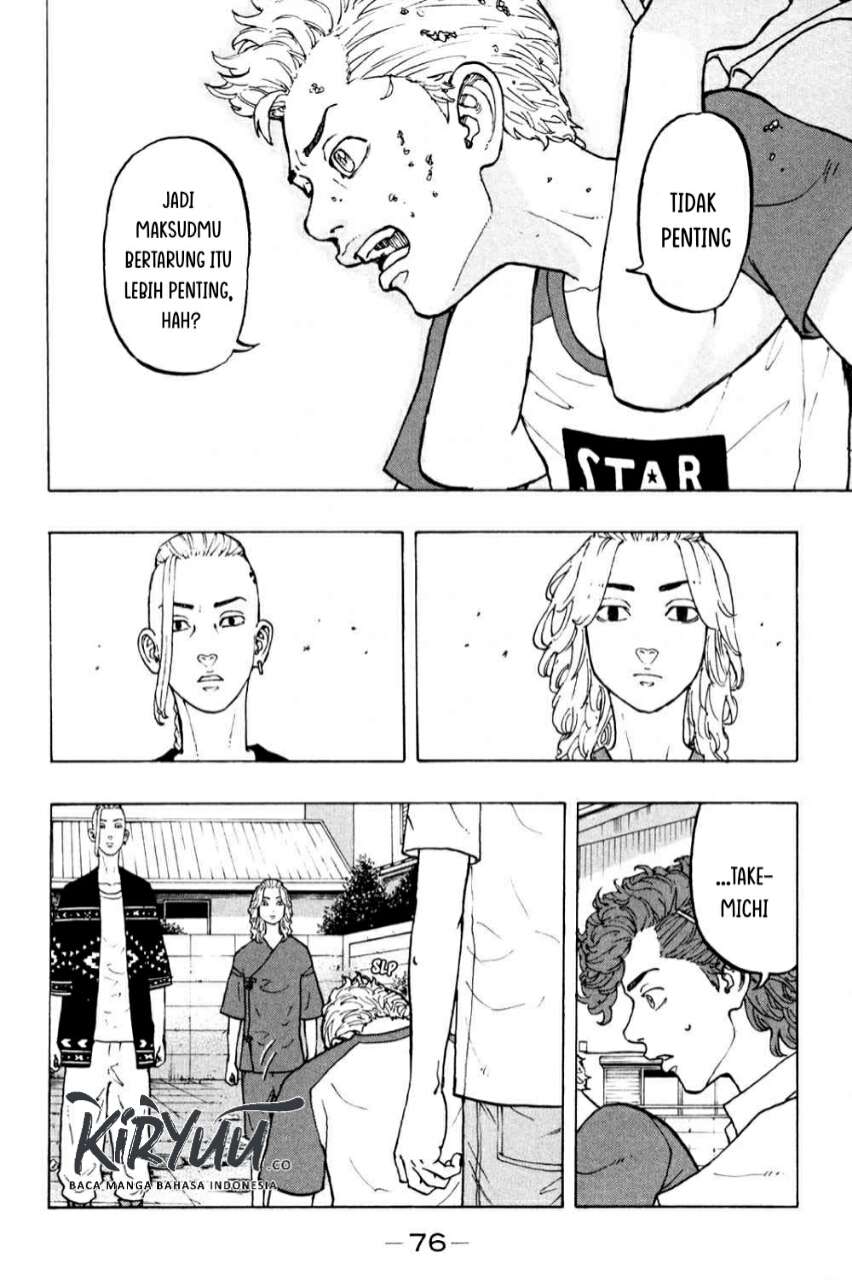 TIDAK
PENTING
JADI
MAKSUDMU
BERTARUNG ITU
LEBIH PENTING,
HAH?
STAR
...TAKE-
MICHI
SLP
KIRYUU
.CO
BACA MANGA BAHASA INDONESIA
—76—